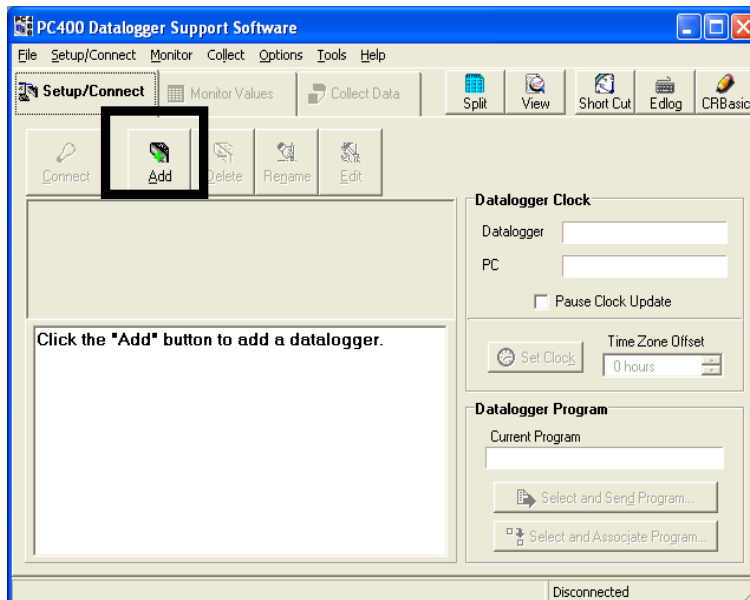 PC400 Datalogger Support Software
File Setup/Connect Monitor Collect Options Tools Help
Setup/Connect Monitor Values Collect Data Split View Short Cut Edlog CRBasic
Connect Add Delete Rename Edit
Datalogger Clock
Datalogger
PC
Pause Clock Update
Click the "Add" button to add a datalogger.
Set Clock
Time Zone Offset
0 hours
Datalogger Program
Current Program
Select and Send Program...
Select and Associate Program...
Disconnected